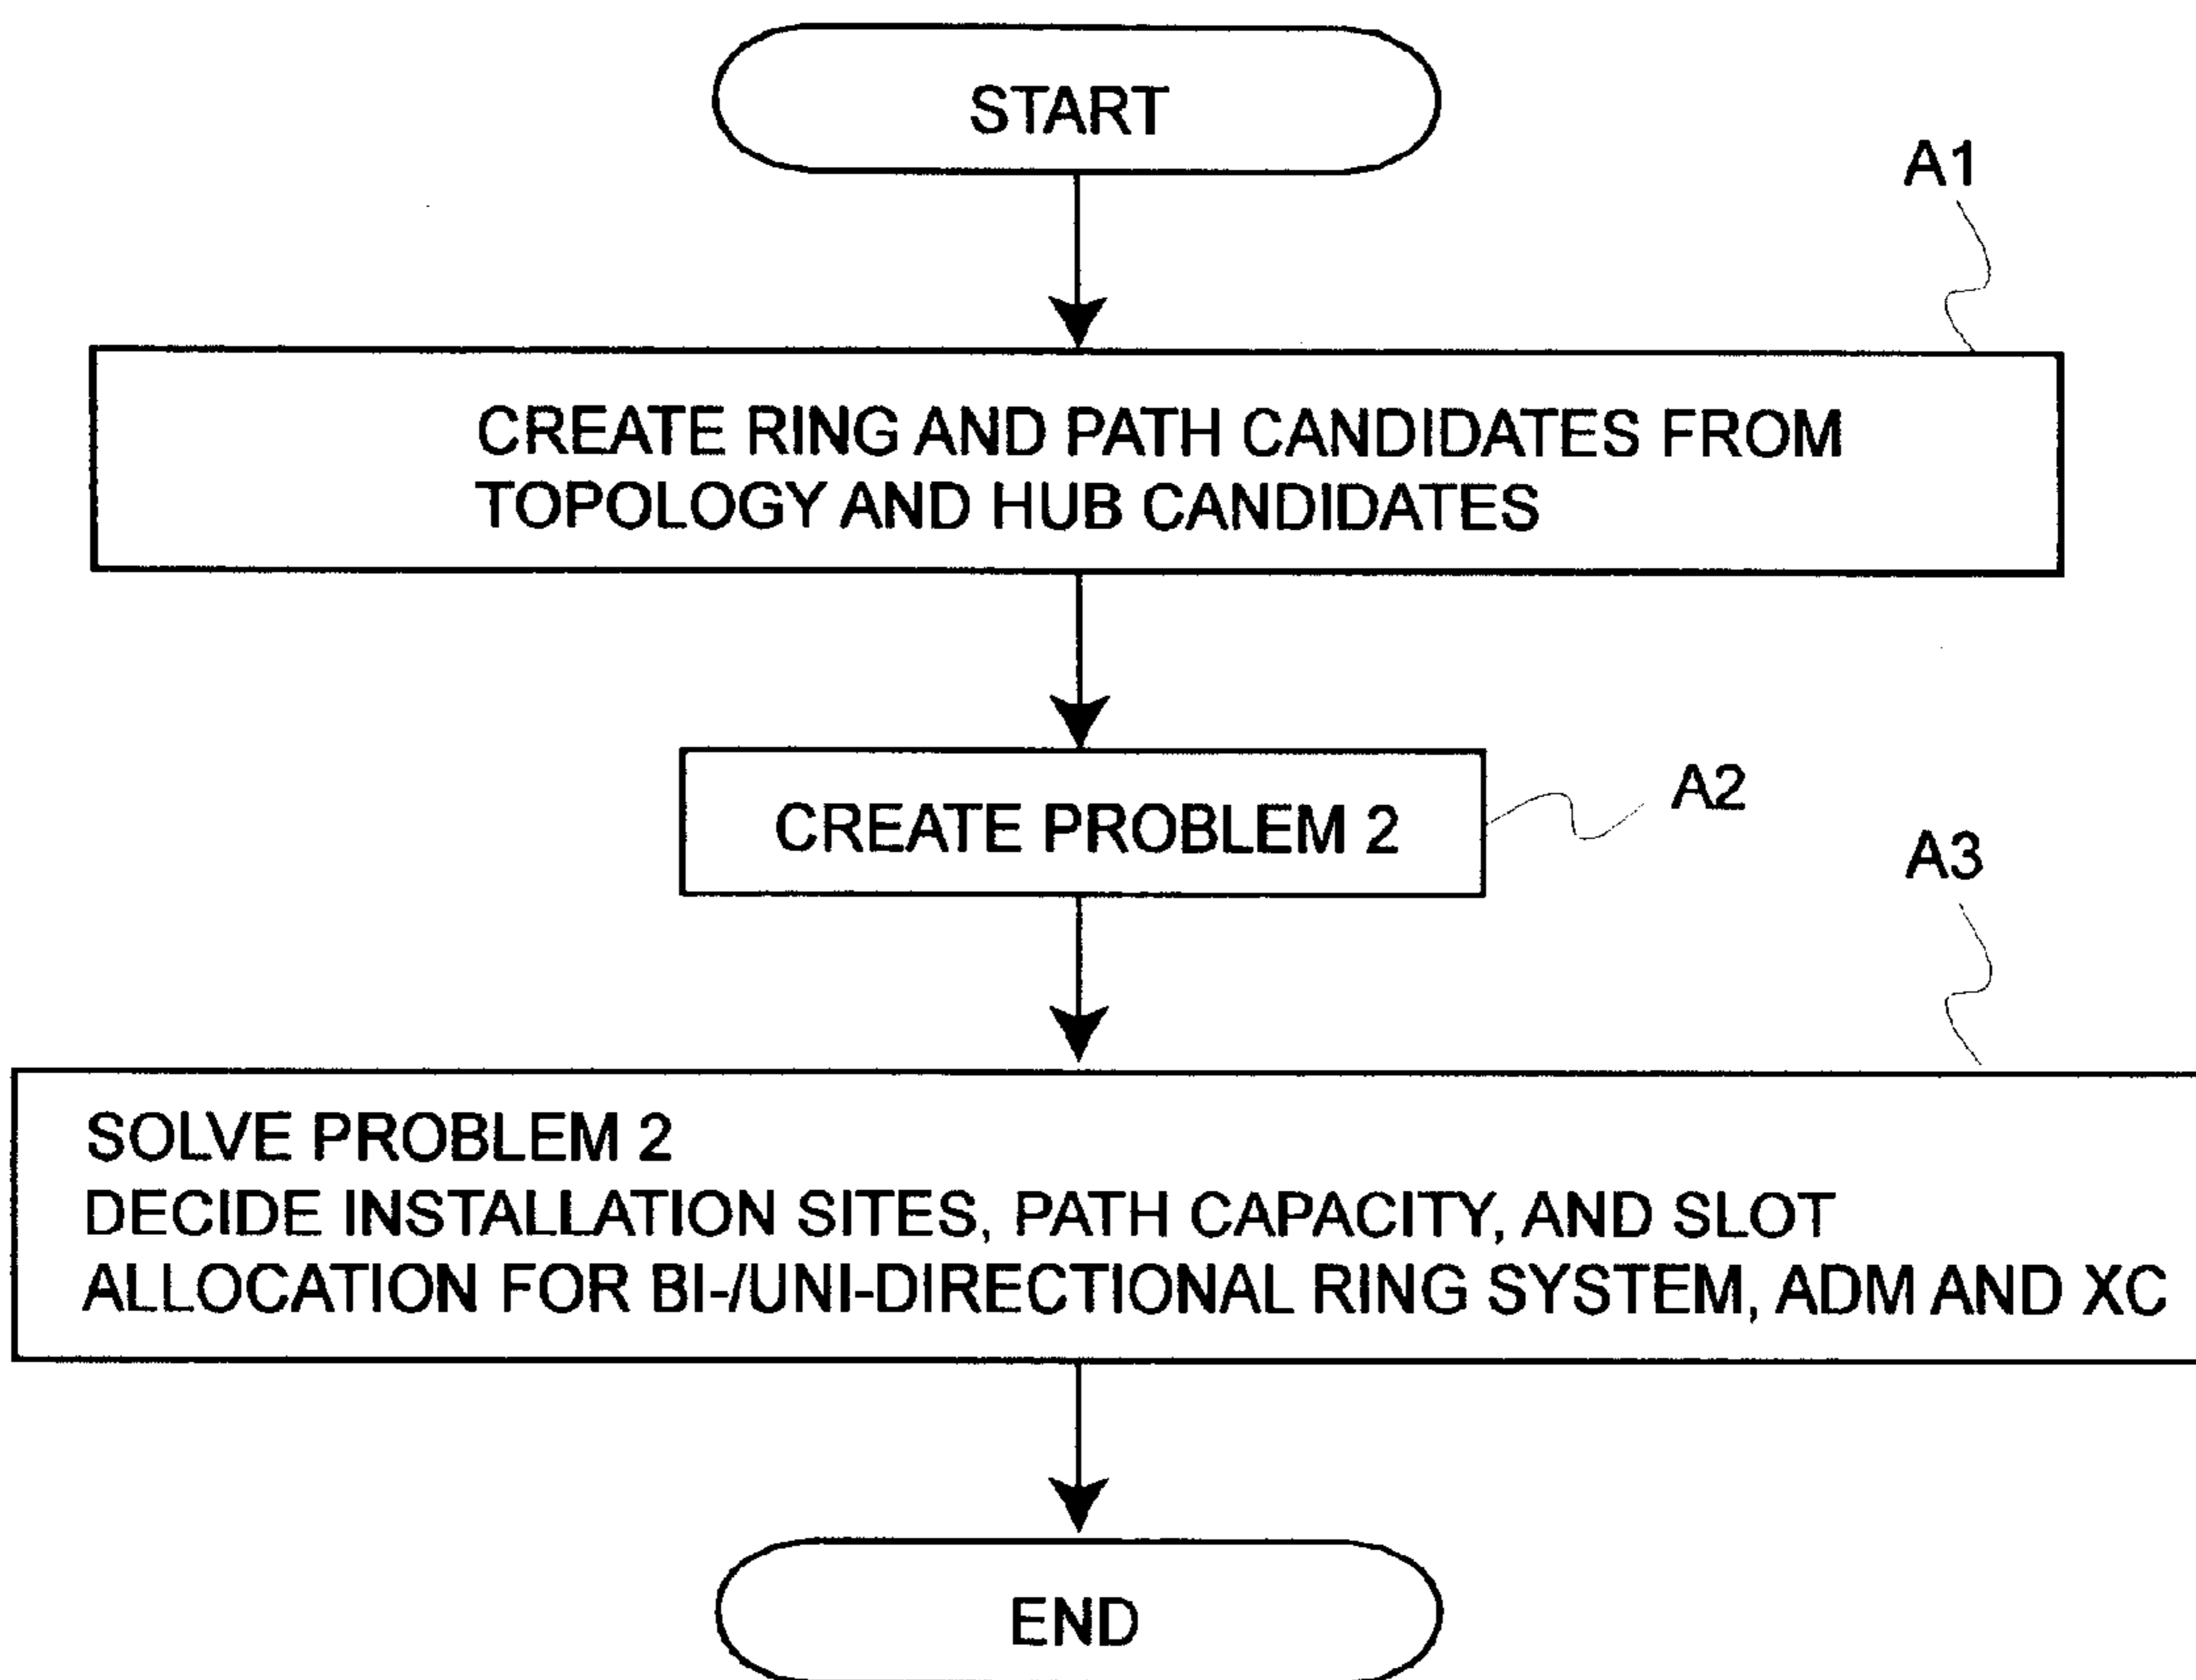 START
A1
CREATE RING AND PATH CANDIDATES FROM
TOPOLOGY AND HUB CANDIDATES
CREATE PROBLEM 2
A2
A3
SOLVE PROBLEM 2
DECIDE INSTALLATION SITES, PATH CAPACITY, AND SLOT
ALLOCATION FOR BI-/UNI-DIRECTIONAL RING SYSTEM, ADM AND XC
END